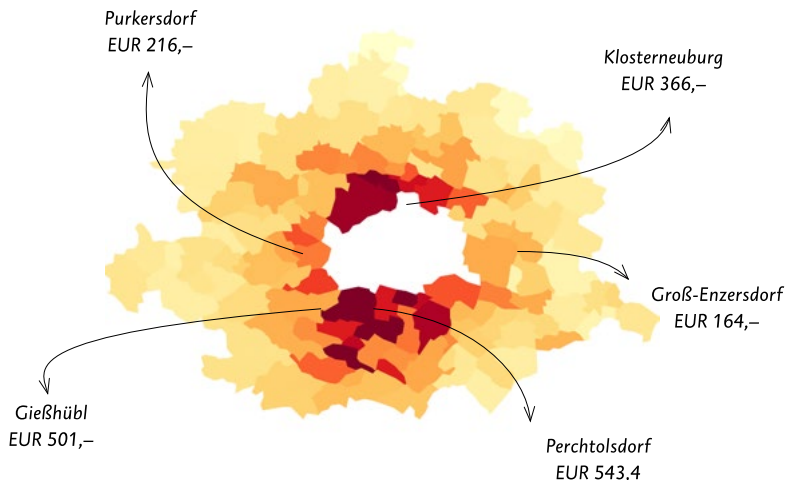 Purkersdorf
EUR 216,–
Klosterneuburg
EUR 366,–
Groß-Enzersdorf
EUR 164,–
Gießhübl
EUR 501,–
Perchtolsdorf
EUR 543,4